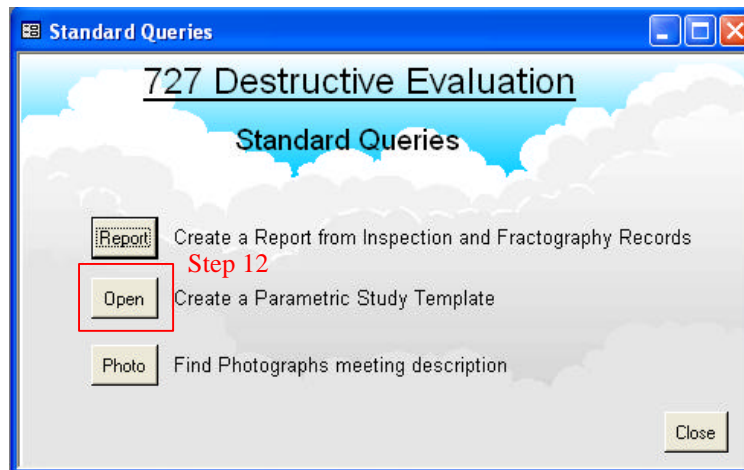 Standard Queries
727 Destructive Evaluation
Standard Queries
Report Create a Report from Inspection and Fractography Records
Step 12
Open Create a Parametric Study Template
Photo Find Photographs meeting description
Close